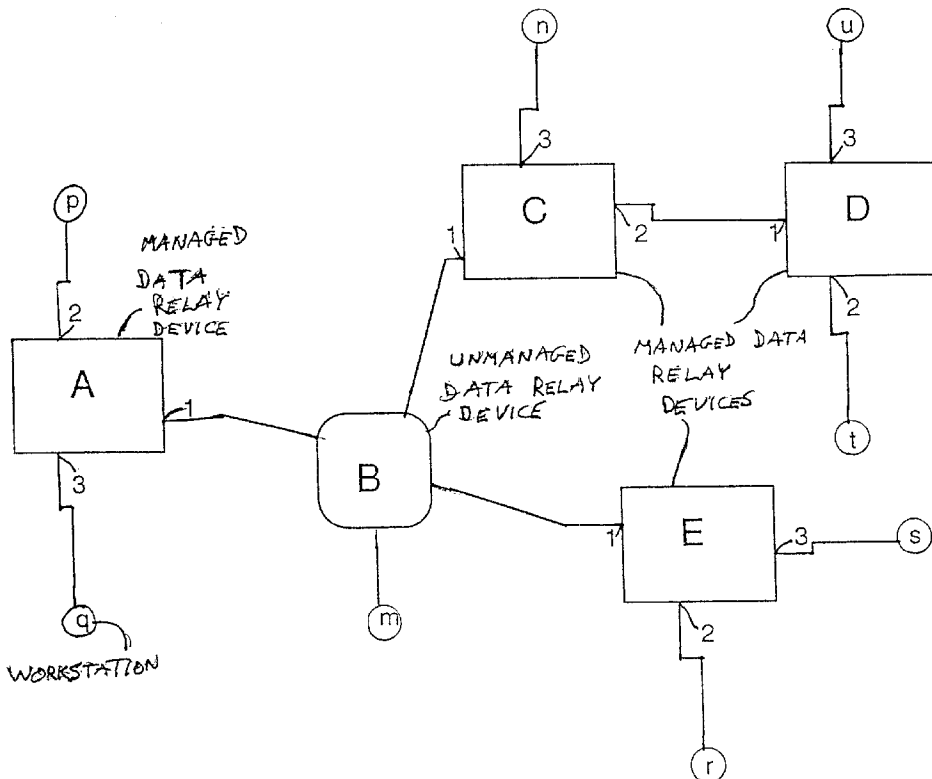 n
u
3
3
C
D
1
2
1
2
p
MANAGED
DATA
RELAY
DEVICE
2
A
1
3
UNMANAGED
DATA RELAY
DEVICE
MANAGED DATA
RELAY
DEVICES
t
B
E
1
3
s
2
q
m
WORKSTATION
r